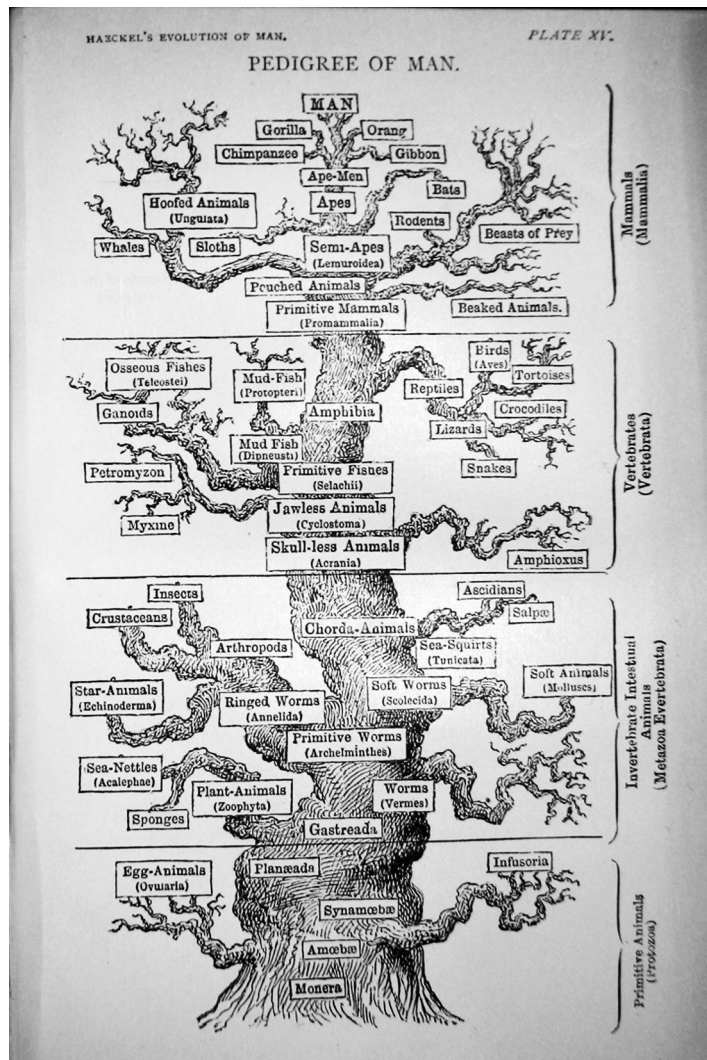 HAECKEL'S EVOLUTION OF MAN.
PLATE XV.
PEDIGREE OF MAN.
MAN
Gorilla
Orang
Chimpanzee
Gibbon
Ape-Men
Bats
Hoofed Animals
(Ungulata)
Apes
Rodents
Beasts of Prey
Whales
Sloths
Semi-Apes
(Lemuroidea)
Pouched Animals
Primitive Mammals
(Promammalia)
Beaked Animals.
Mammals
(Mammalia)
Osseous Fishes
(Teleostei)
Mud-Fish
(Protopteri)
Birds
(Aves)
Tortoises
Reptiles
Ganoids
Amphibia
Crocodiles
Lizards
Mud Fish
(Dipneusti)
Snakes
Petromyzon
Primitive Fishes
(Selachii)
Myxine
Jawless Animals
(Cyclostoma)
Skull-less Animals
(Acrania)
Amphioxus
Vertebrates
(Vertebrata)
Insects
Ascidians
Crustaceans
Salpæ
Chorda-Animals
Arthropods
Sea-Squirts
(Tunicata)
Star-Animals
(Echinoderma)
Ringed Worms
(Annelida)
Soft Worms
(Scolecida)
Soft Animals
(Molluscs)
Primitive Worms
(Archelminthes)
Sea-Nettles
(Acalephae)
Plant-Animals
(Zoophyta)
Worms
(Vermes)
Sponges
Gastreada
Invertebrate Intestinal
Animals
(Metazoa Evertebrata)
Egg-Animals
(Ovularia)
Planæada
Infusoria
Synamœbæ
Amœbæ
Monera
Primitive Animals
(Protozoa)